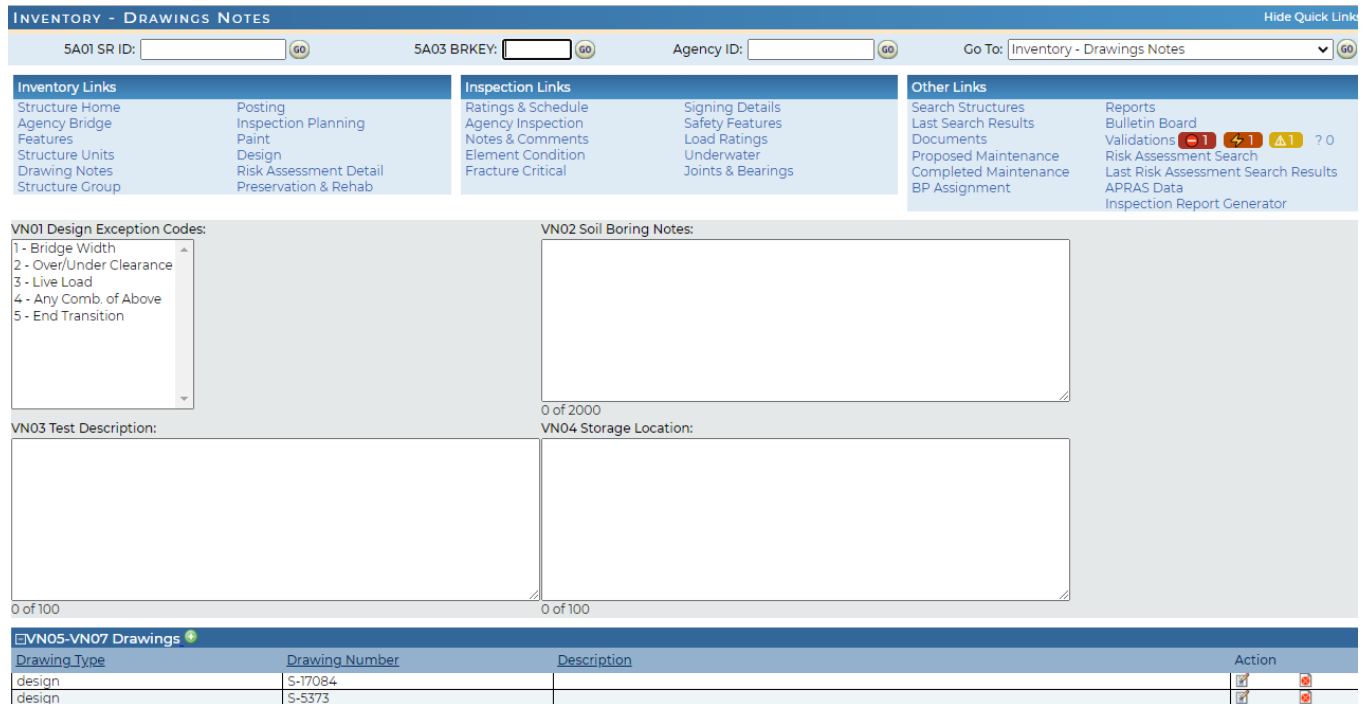 INVENTORY - DRAWINGS NOTES
Hide Quick Links
5A01 SR ID: GO 5A03 BRKEY: GO Agency ID: GO Go To: Inventory - Drawings Notes GO
Inventory Links
Structure Home Posting
Agency Bridge Inspection Planning
Features Paint
Structure Units Design
Drawing Notes Risk Assessment Detail
Structure Group Preservation & Rehab
Inspection Links
Ratings & Schedule Signing Details
Agency Inspection Safety Features
Notes & Comments Load Ratings
Element Condition Underwater
Fracture Critical Joints & Bearings
Other Links
Search Structures Reports
Last Search Results Bulletin Board
Documents Validations 1 1 1 ? 0
Proposed Maintenance Risk Assessment Search
Completed Maintenance Last Risk Assessment Search Results
BP Assignment APRAS Data
Inspection Report Generator
VN01 Design Exception Codes:
1 - Bridge Width
2 - Over/Under Clearance
3 - Live Load
4 - Any Comb. of Above
5 - End Transition
VN02 Soil Boring Notes:
0 of 2000
VN03 Test Description:
0 of 100
VN04 Storage Location:
0 of 100
VN05-VN07 Drawings
Drawing Type Drawing Number Description Action
design S-17084
design S-5373